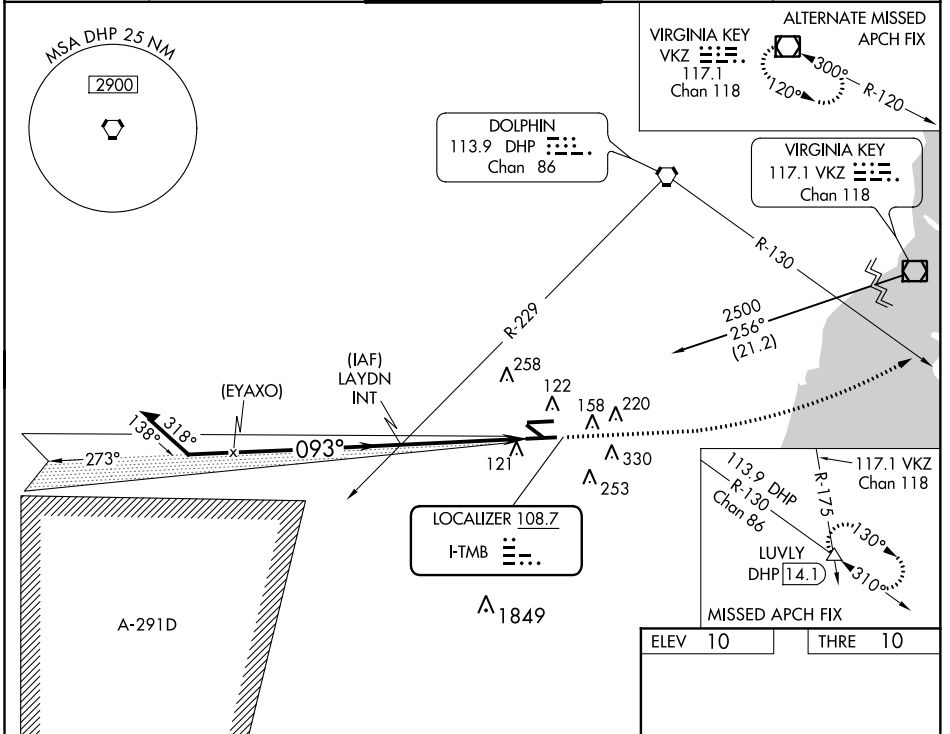 MSA DHP 25 NM
2900
ALTERNATE MISSED
APCH FIX
VIRGINIA KEY
VKZ
117.1
Chan 118
300°
120°
R-120
DOLPHIN
113.9 DHP
Chan 86
VIRGINIA KEY
117.1 VKZ
Chan 118
R-130
R-229
2500
256°
(21.2)
(IAF)
LAYDN
INT
(EYAXO)
258
122
158
220
318°
138°
x
093°
273°
121
330
253
LOCALIZER 108.7
I-TMB
1849
A-291D
113.9 DHP
R-130
Chan 86
R-175
117.1 VKZ
Chan 118
130°
310°
LUVLY
DHP 14.1
MISSED APCH FIX
ELEV 10
THRE 10